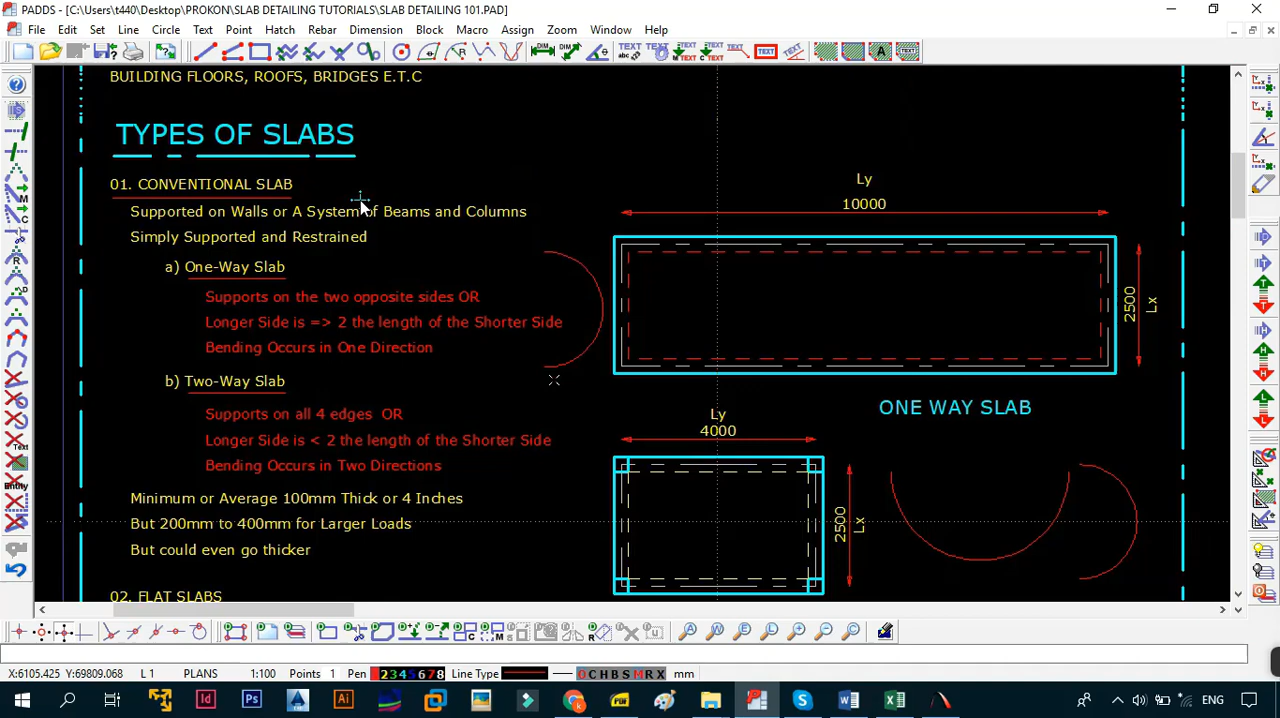 PADDS - [C:\Users\t440\Desktop\PROKON\SLAB DETAILING TUTORIALS\SLAB DETAILING 101.PAD]
File Edit Set Line Circle Text Point Hatch Rebar Dimension Block Macro Assign Zoom Window Help
BUILDING FLOORS, ROOFS, BRIDGES E.T.C
TYPES OF SLABS
01. CONVENTIONAL SLAB
Supported on Walls or A System of Beams and Columns
Simply Supported and Restrained
a) One-Way Slab
Supports on the two opposite sides OR
Longer Side is => 2 the length of the Shorter Side
Bending Occurs in One Direction
b) Two-Way Slab
Supports on all 4 edges OR
Longer Side is < 2 the length of the Shorter Side
Bending Occurs in Two Directions
Minimum or Average 100mm Thick or 4 Inches
But 200mm to 400mm for Larger Loads
But could even go thicker
02. FLAT SLABS
Ly
10000
2500
Lx
ONE WAY SLAB
Ly
4000
2500
Lx
Text
Entity
X:6105.425 Y:69809.068 L 1 PLANS 1:100 Points 1 Pen 2 3 4 5 6 7 8 Line Type O C H B S M R X mm
ENG